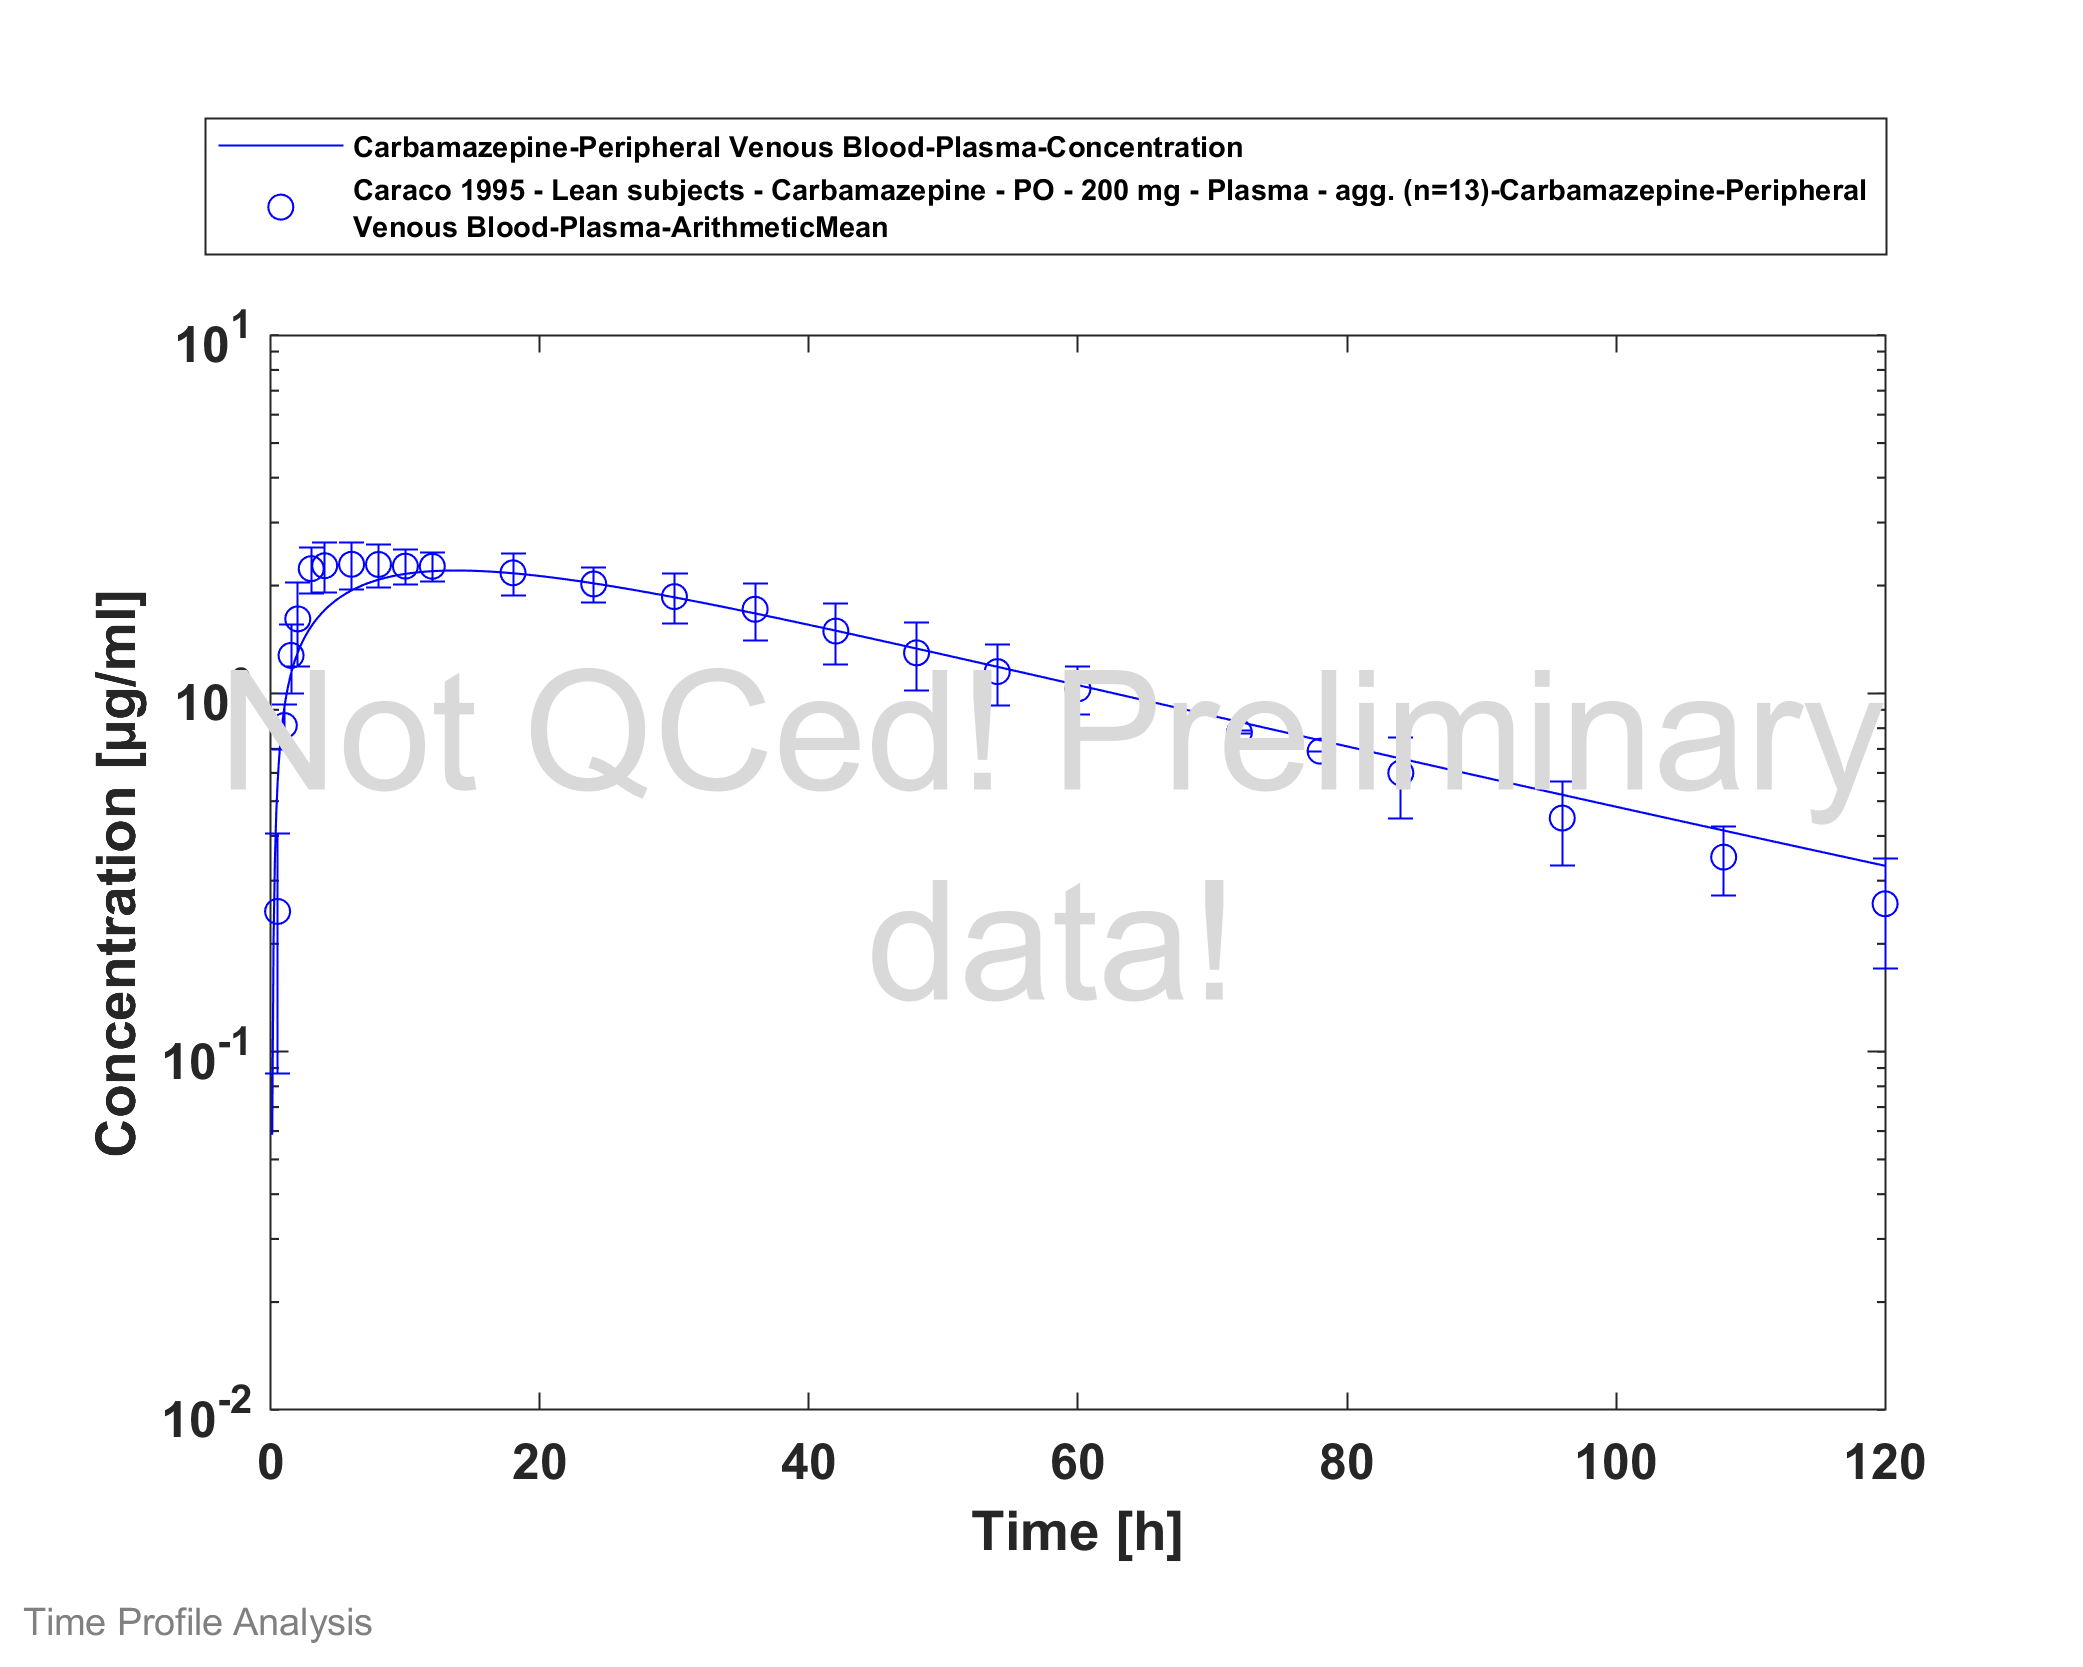 Carbamazepine-Peripheral Venous Blood-Plasma-Concentration
Caraco 1995 - Lean subjects - Carbamazepine - PO - 200 mg - Plasma - agg. (n=13)-Carbamazepine-Peripheral
Venous Blood-Plasma-ArithmeticMean
10^1
10
10^-1
10^-2
Concentration [µg/ml]
Not QCed! Preliminary
data!
0 20 40 60 80 100 120
Time [h]
Time Profile Analysis